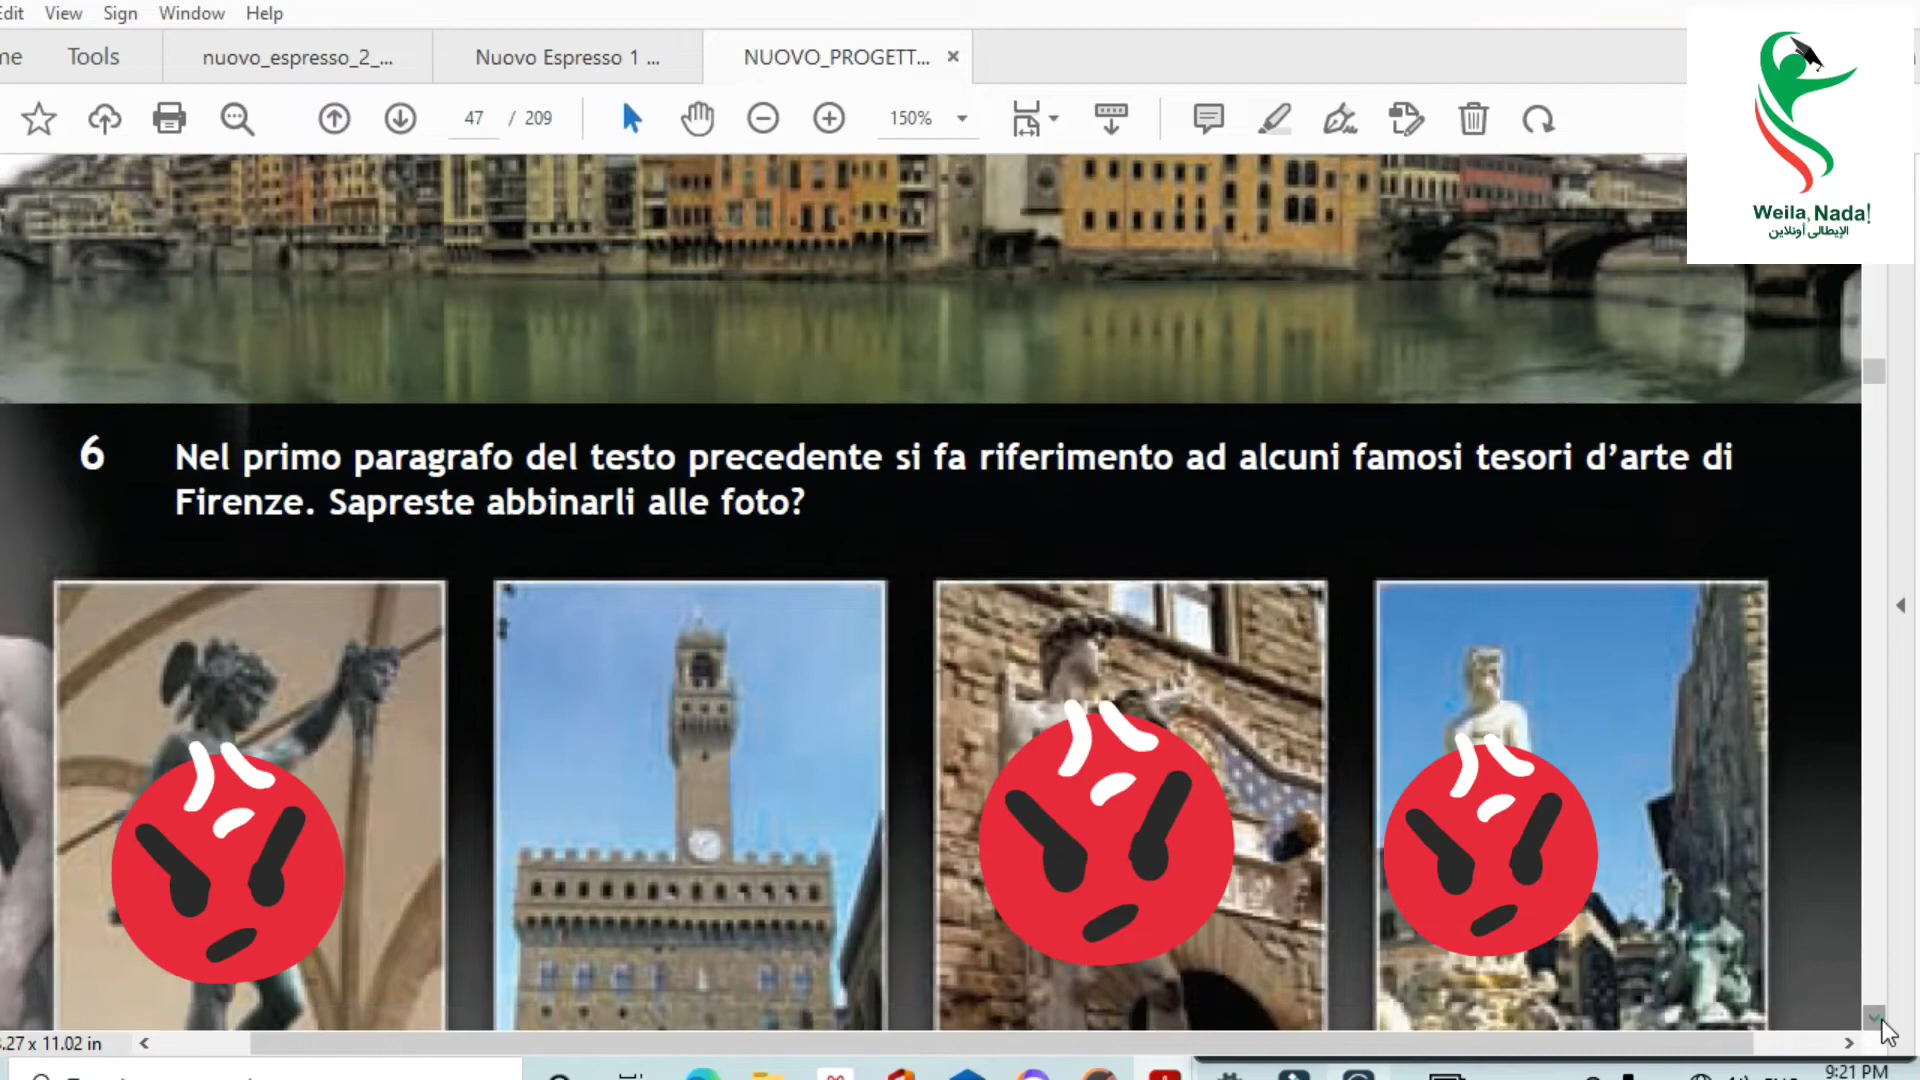 Edit View Sign Window Help
Tools nuovo_espresso_2_... Nuovo Espresso 1 ... NUOVO_PROGETT...
47 / 209 150%
Weila, Nada!
الإيطالى أونلاين
6 Nel primo paragrafo del testo precedente si fa riferimento ad alcuni famosi tesori d’arte di
Firenze. Sapreste abbinarli alle foto?
.27 x 11.02 in
9:21 PM